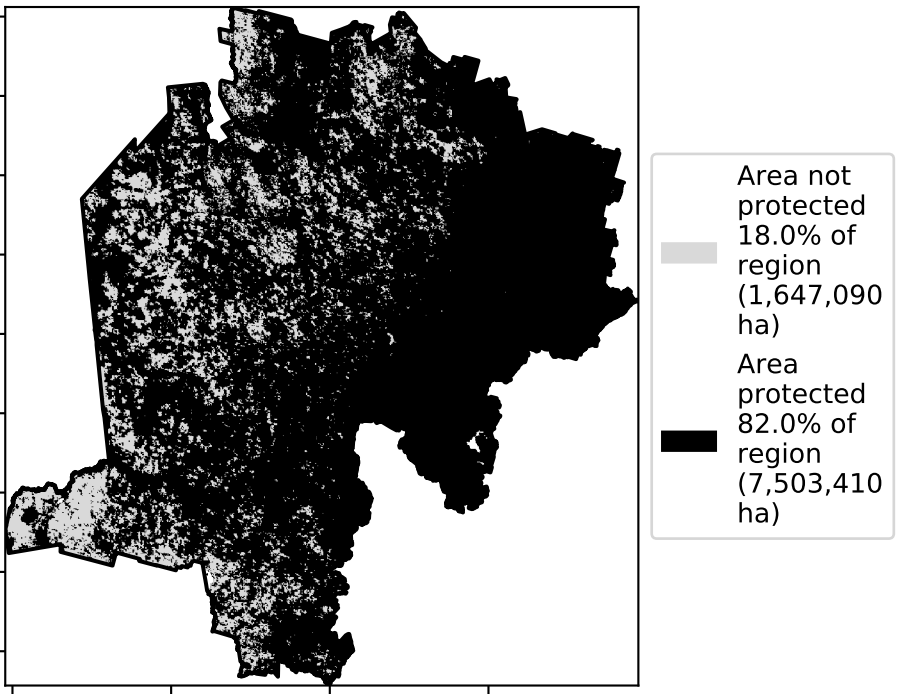 Area not
protected
18.0% of
region
(1,647,090
ha)
Area
protected
82.0% of
region
(7,503,410
ha)